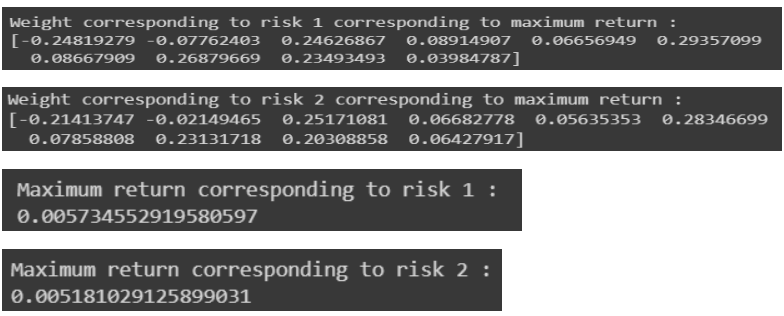 Weight corresponding to risk 1 corresponding to maximum return :
[-0.24819279 -0.07762403 0.24626867 0.08914907 0.06656949 0.29357099
0.08667909 0.26879669 0.23493493 0.03984787]
Weight corresponding to risk 2 corresponding to maximum return :
[-0.21413747 -0.02149465 0.25171081 0.06682778 0.05635353 0.28346699
0.07858808 0.23131718 0.20308858 0.06427917]
Maximum return corresponding to risk 1 :
0.005734552919580597
Maximum return corresponding to risk 2 :
0.005181029125899031